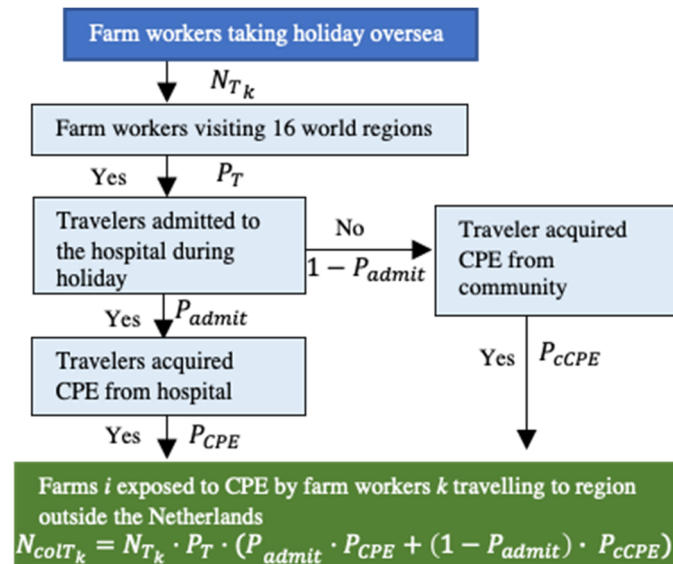 Farm workers taking holiday oversea
N_{T_k}
Farm workers visiting 16 world regions
Yes P_T
Travelers admitted to
the hospital during
holiday
No
1 − P_{admit}
Traveler acquired
CPE from
community
Yes P_{admit}
Travelers acquired
CPE from hospital
Yes P_{cCPE}
Yes P_{CPE}
Farms i exposed to CPE by farm workers k travelling to region
outside the Netherlands
N_{colT_k} = N_{T_k} · P_T · (P_{admit} · P_{CPE} + (1 − P_{admit}) · P_{cCPE})